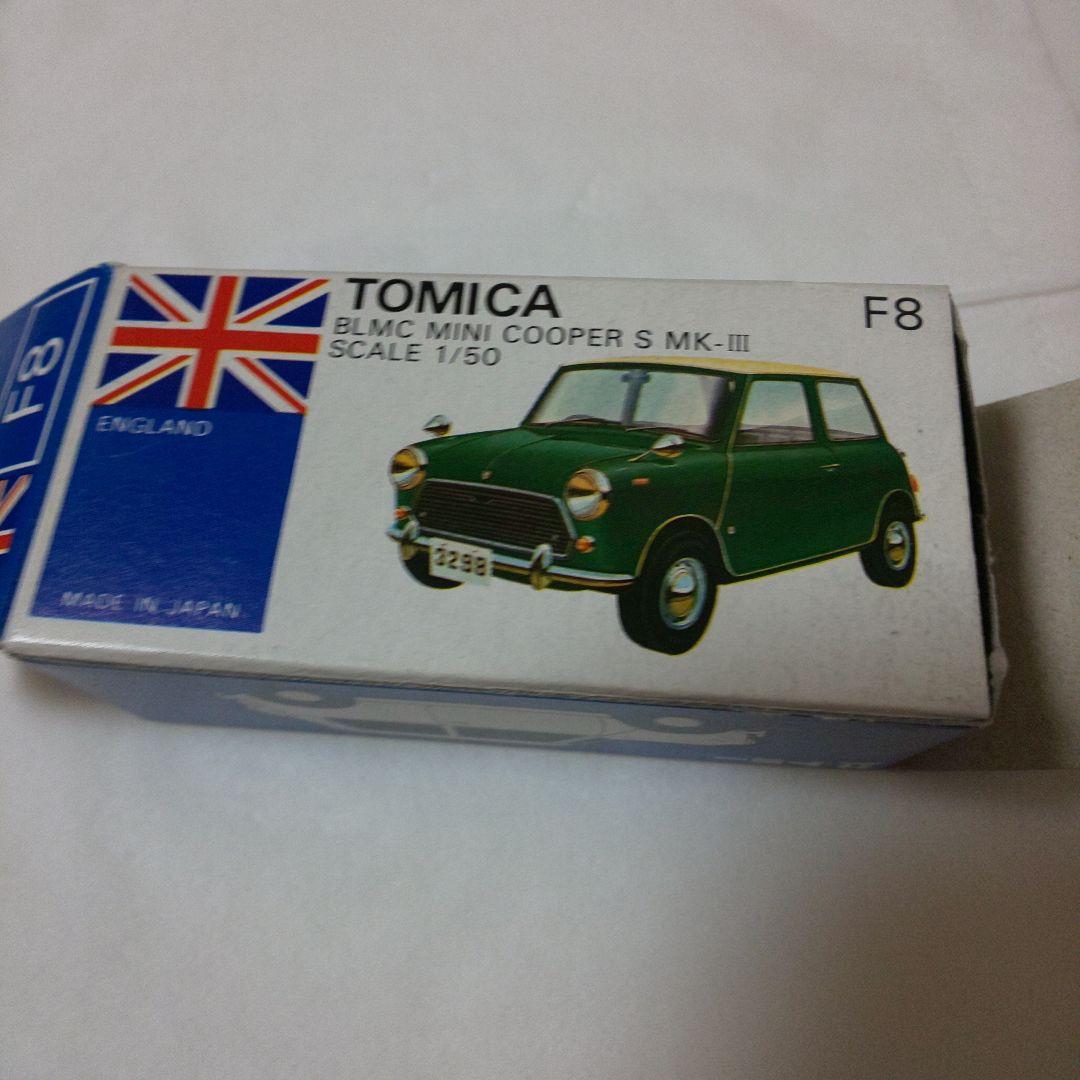 F8
ENGLAND
MADE IN JAPAN
TOMICA
BLMC MINI COOPER S MK-III
SCALE 1/50
F8
3298